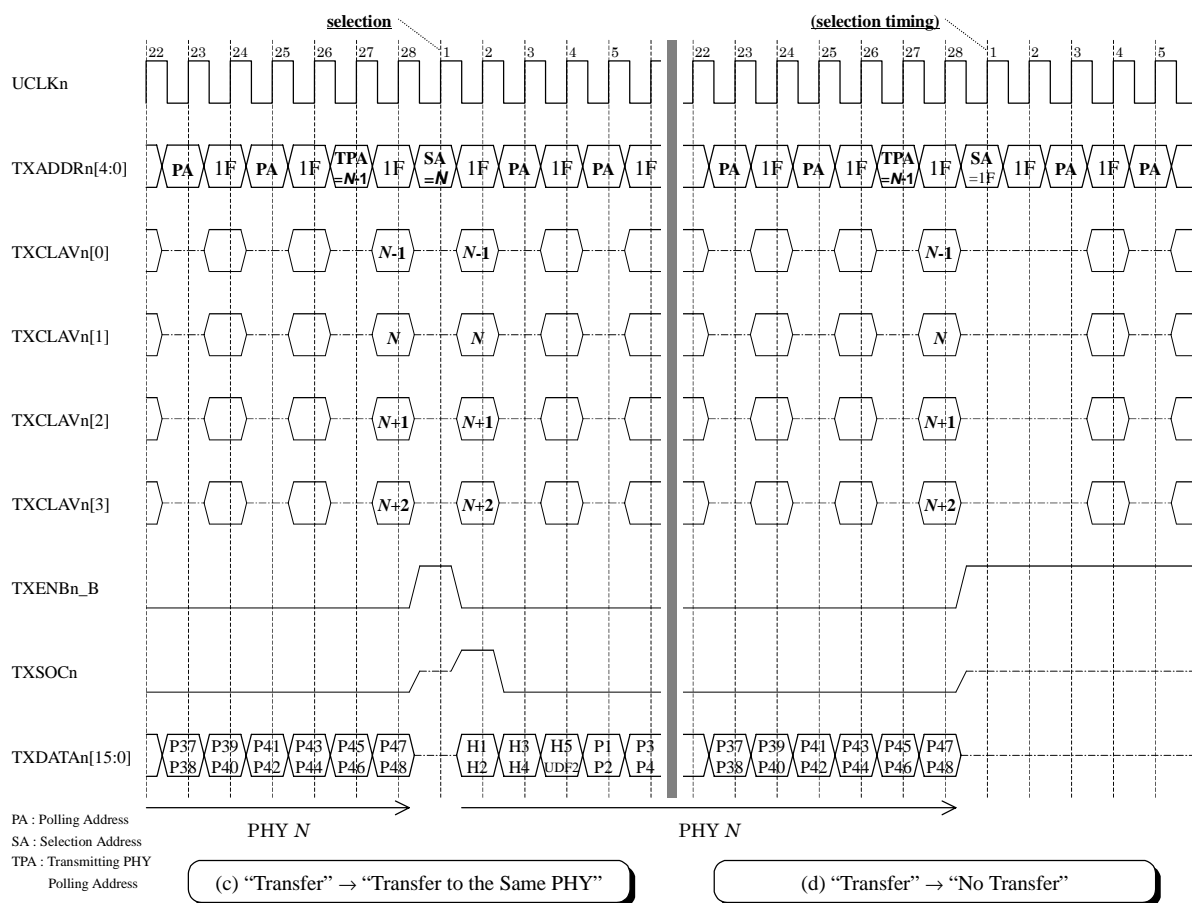 selection (selection timing)
22 23 24 25 26 27 28 1 2 3 4 5 22 23 24 25 26 27 28 1 2 3 4 5
UCLKn
TXADDRn[4:0] PA 1F PA 1F TPA =N-1 1F SA =N 1F PA 1F PA 1F PA 1F PA 1F TPA =N-1 1F SA =1F 1F PA 1F PA
TXCLAVn[0] N-1 N-1 N-1
TXCLAVn[1] N N N
TXCLAVn[2] N+1 N+1 N+1
TXCLAVn[3] N+2 N+2 N+2
TXENBn_B
TXSOCn
P37 P39 P41 P43 P45 P47 H1 H3 H5 P1 P3 P37 P39 P41 P43 P45 P47
TXDATAn[15:0]
P38 P40 P42 P44 P46 P48 H2 H4 UDF2 P2 P4 P38 P40 P42 P44 P46 P48
PHY N PHY N
PA : Polling Address
SA : Selection Address
TPA : Transmitting PHY
Polling Address
(c) “Transfer” → “Transfer to the Same PHY”
(d) “Transfer” → “No Transfer”